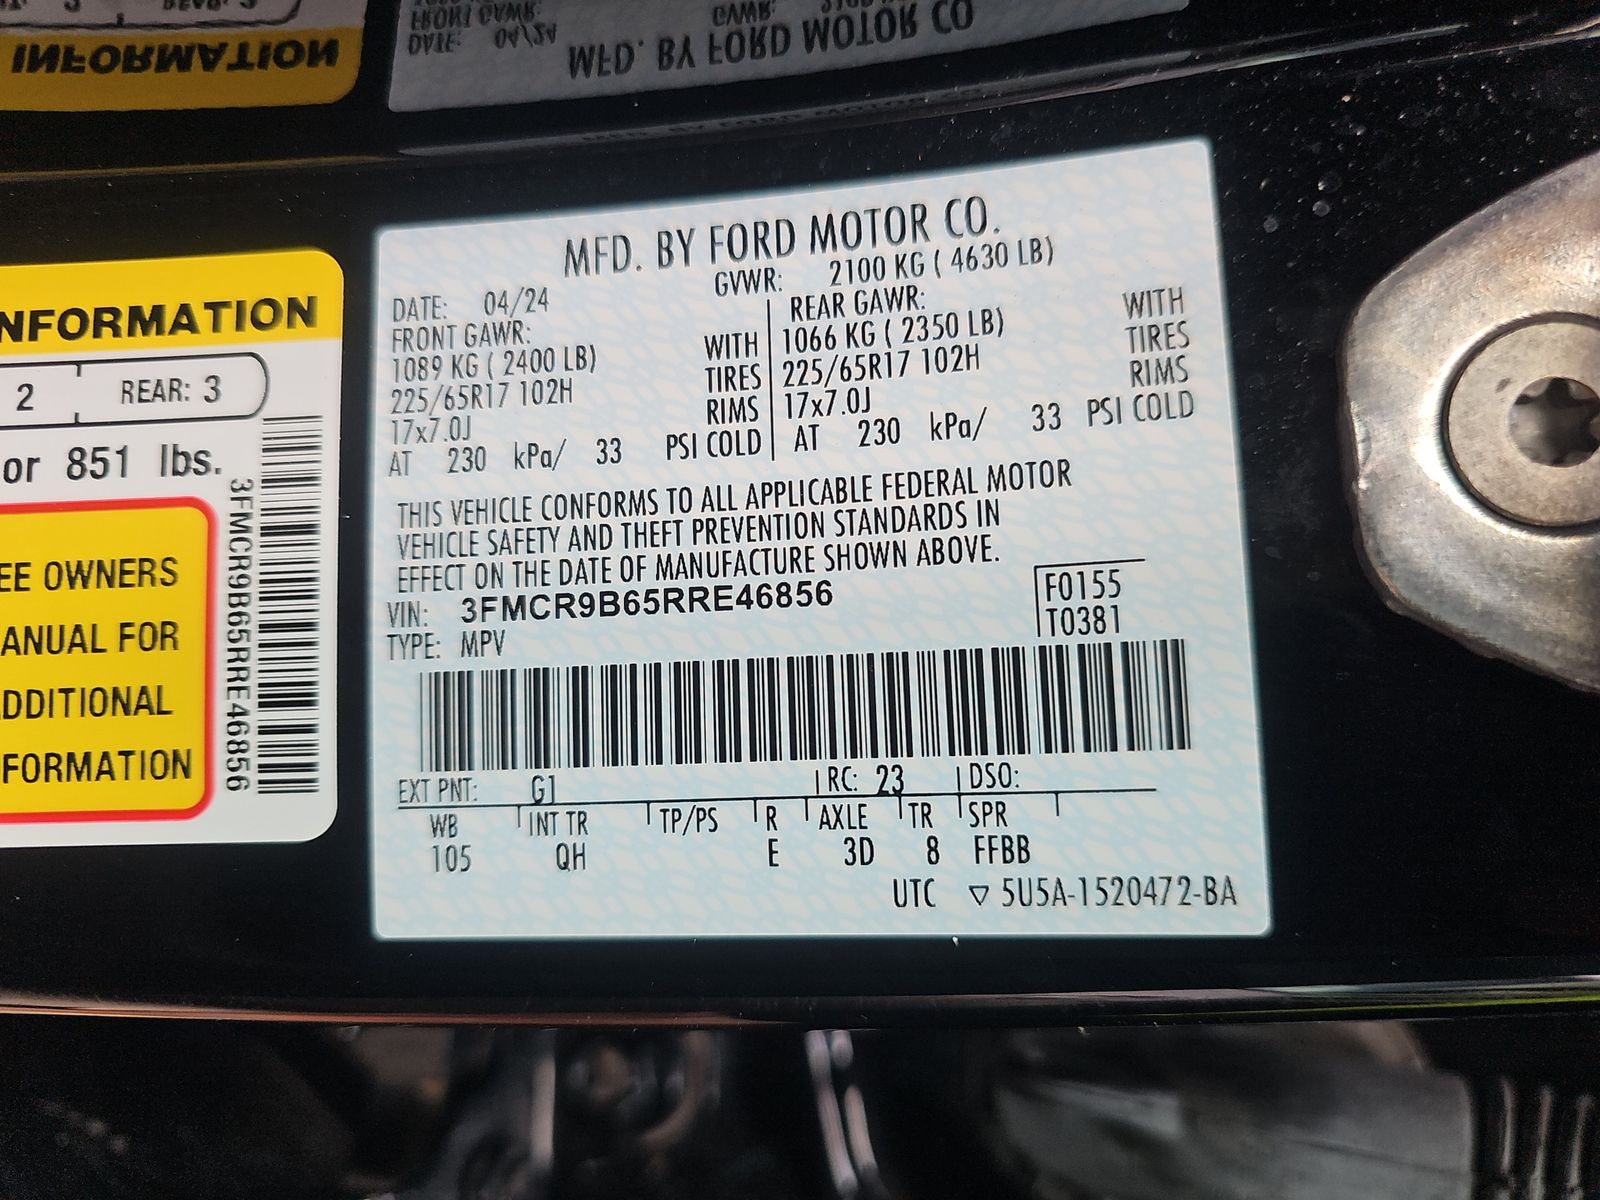 INFORMATION
DATE: 04/24
MFD. BY FORD MOTOR CO
NFORMATION
2 REAR: 3
or 851 lbs.
EE OWNERS
ANUAL FOR
DDITIONAL
FORMATION
3FMCR9B65RRE46856
MFD. BY FORD MOTOR CO.
DATE: 04/24 GVWR: 2100 KG ( 4630 LB)
FRONT GAWR: REAR GAWR:
1089 KG ( 2400 LB) WITH 1066 KG ( 2350 LB) WITH
225/65R17 102H TIRES 225/65R17 102H TIRES
17x7.0J RIMS 17x7.0J RIMS
AT 230 kPa/ 33 PSI COLD AT 230 kPa/ 33 PSI COLD
THIS VEHICLE CONFORMS TO ALL APPLICABLE FEDERAL MOTOR
VEHICLE SAFETY AND THEFT PREVENTION STANDARDS IN
EFFECT ON THE DATE OF MANUFACTURE SHOWN ABOVE.
VIN: 3FMCR9B65RRE46856 F0155
TYPE: MPV T0381
EXT PNT: G1 RC: 23 DSO:
WB INT TR TP/PS R AXLE TR SPR
105 QH E 3D 8 FFBB
UTC ▽ 5U5A-1520472-BA